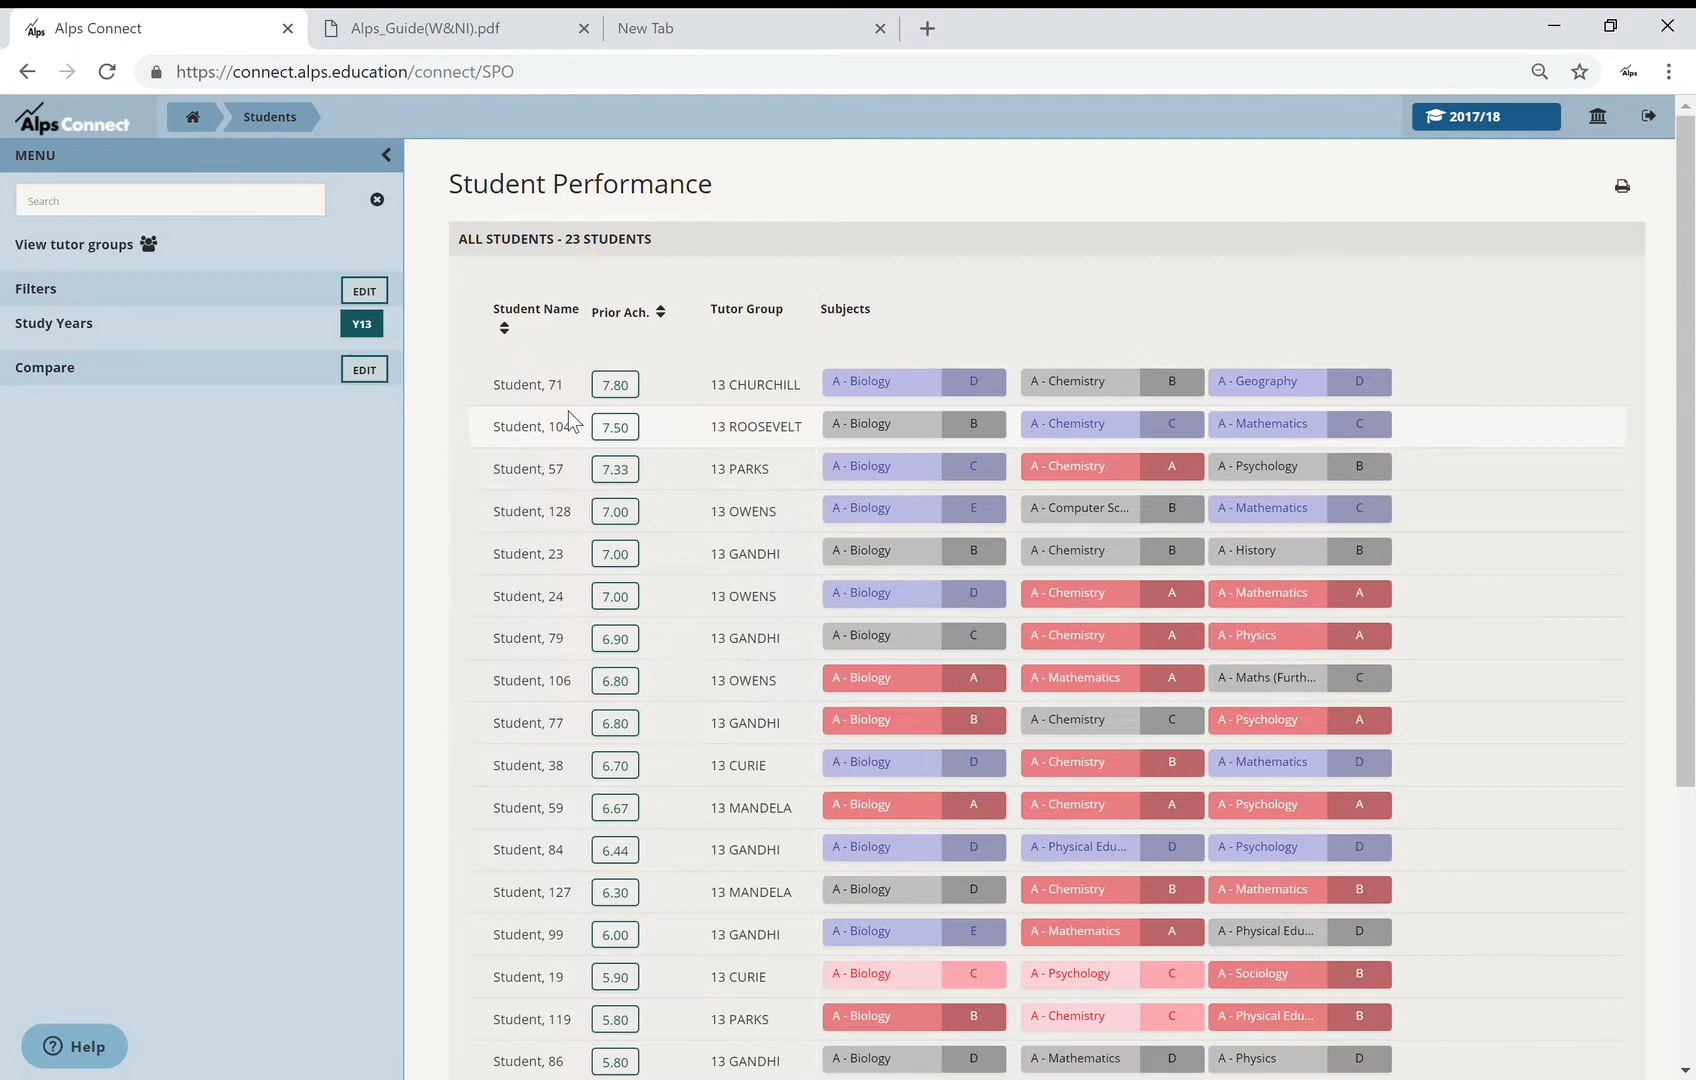 Alps Connect
Alps_Guide(W&NI).pdf
New Tab
https://connect.alps.education/connect/SPO
Alps
Alps Connect
Students
2017/18
MENU
Search
View tutor groups
Filters EDIT
Study Years Y13
Compare EDIT
Help
Student Performance
ALL STUDENTS - 23 STUDENTS
Student Name Prior Ach. Tutor Group Subjects
Student, 71 7.80 13 CHURCHILL A - Biology D A - Chemistry B A - Geography D
Student, 104 7.50 13 ROOSEVELT A - Biology B A - Chemistry C A - Mathematics C
Student, 57 7.33 13 PARKS A - Biology C A - Chemistry A A - Psychology B
Student, 128 7.00 13 OWENS A - Biology E A - Computer Sc... B A - Mathematics C
Student, 23 7.00 13 GANDHI A - Biology B A - Chemistry B A - History B
Student, 24 7.00 13 OWENS A - Biology D A - Chemistry A A - Mathematics A
Student, 79 6.90 13 GANDHI A - Biology C A - Chemistry A A - Physics A
Student, 106 6.80 13 OWENS A - Biology A A - Mathematics A A - Maths (Furth... C
Student, 77 6.80 13 GANDHI A - Biology B A - Chemistry C A - Psychology A
Student, 38 6.70 13 CURIE A - Biology D A - Chemistry B A - Mathematics D
Student, 59 6.67 13 MANDELA A - Biology A A - Chemistry A A - Psychology A
Student, 84 6.44 13 GANDHI A - Biology D A - Physical Edu... D A - Psychology D
Student, 127 6.30 13 MANDELA A - Biology D A - Chemistry B A - Mathematics B
Student, 99 6.00 13 GANDHI A - Biology E A - Mathematics A A - Physical Edu... D
Student, 19 5.90 13 CURIE A - Biology C A - Psychology C A - Sociology B
Student, 119 5.80 13 PARKS A - Biology B A - Chemistry C A - Physical Edu... B
Student, 86 5.80 13 GANDHI A - Biology D A - Mathematics D A - Physics D